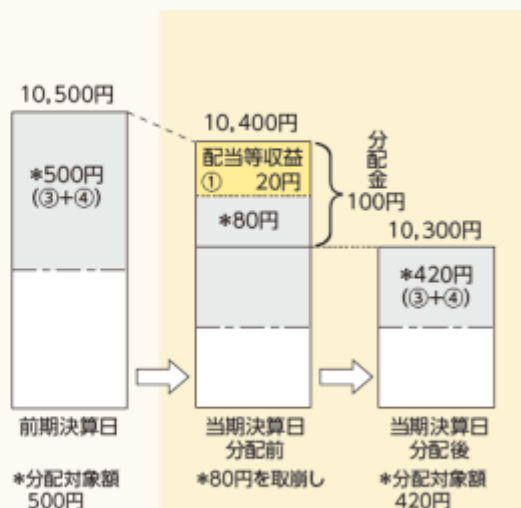 10,500円
*500円
(③+④)
前期決算日
*分配対象額
500円
10,400円
配当等収益
① 20円
*80円
分配金
100円
当期決算日
分配前
*80円を取崩し
10,300円
*420円
(③+④)
当期決算日
分配後
*分配対象額
420円